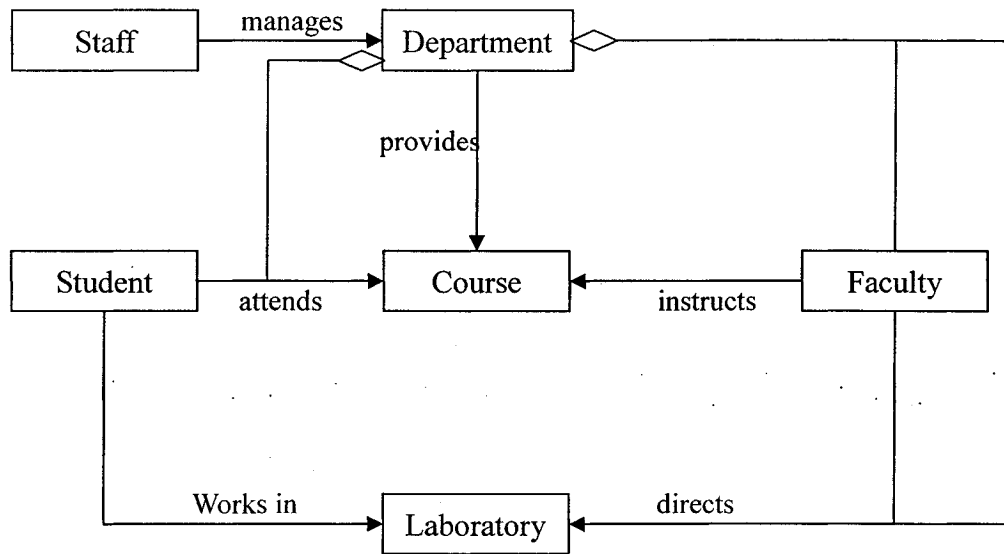 manages
Staff
Department
provides
Student
attends
Course
instructs
Faculty
Works in
Laboratory
directs